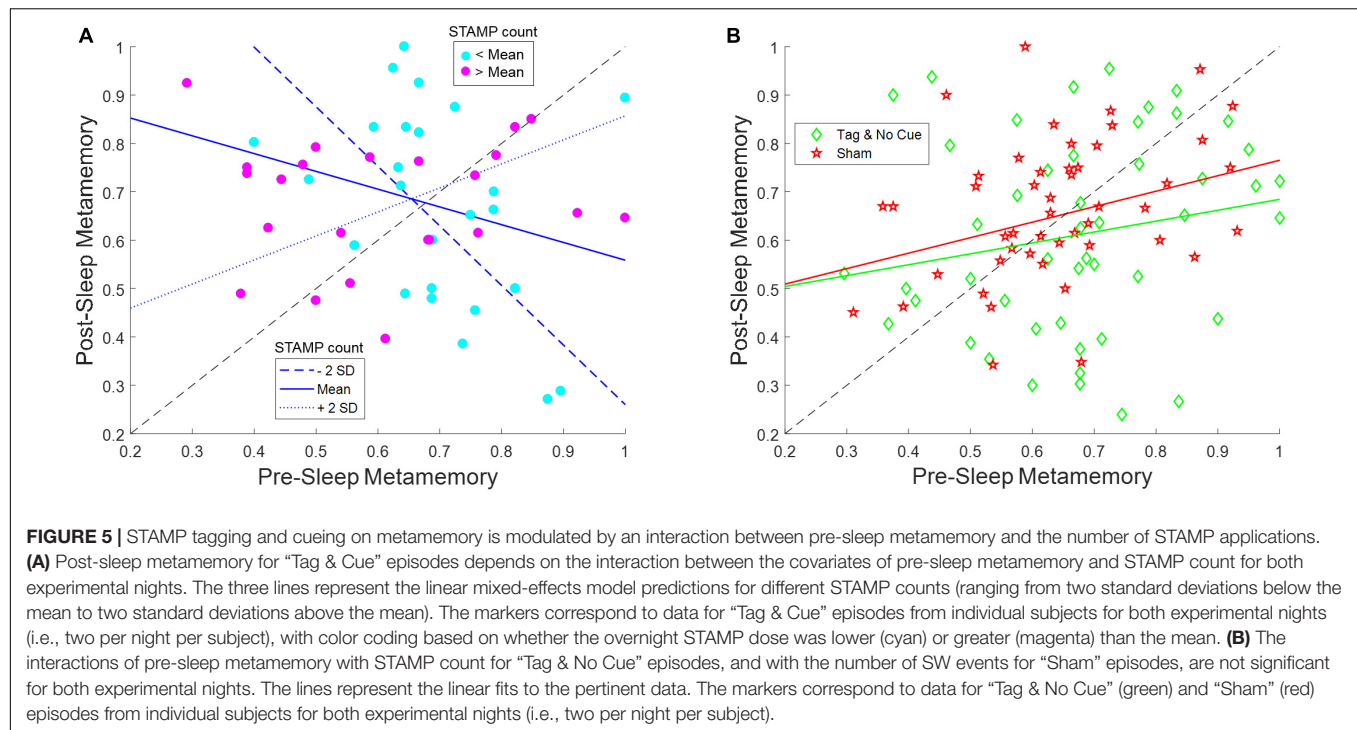 A
STAMP count
< Mean
> Mean
1
0.9
0.8
0.7
0.6
0.5
0.4
0.3
0.2
Post-Sleep Metamemory
STAMP count
- 2 SD
Mean
+ 2 SD
0.2 0.3 0.4 0.5 0.6 0.7 0.8 0.9 1
Pre-Sleep Metamemory
B
1
0.9
0.8
0.7
0.6
0.5
0.4
0.3
0.2
Post-Sleep Metamemory
Tag & No Cue
Sham
0.2 0.3 0.4 0.5 0.6 0.7 0.8 0.9 1
Pre-Sleep Metamemory
FIGURE 5 | STAMP tagging and cueing on metamemory is modulated by an interaction between pre-sleep metamemory and the number of STAMP applications.
(A) Post-sleep metamemory for “Tag & Cue” episodes depends on the interaction between the covariates of pre-sleep metamemory and STAMP count for both
experimental nights. The three lines represent the linear mixed-effects model predictions for different STAMP counts (ranging from two standard deviations below the
mean to two standard deviations above the mean). The markers correspond to data for “Tag & Cue” episodes from individual subjects for both experimental nights
(i.e., two per night per subject), with color coding based on whether the overnight STAMP dose was lower (cyan) or greater (magenta) than the mean. (B) The
interactions of pre-sleep metamemory with STAMP count for “Tag & No Cue” episodes, and with the number of SW events for “Sham” episodes, are not significant
for both experimental nights. The lines represent the linear fits to the pertinent data. The markers correspond to data for “Tag & No Cue” (green) and “Sham” (red)
episodes from individual subjects for both experimental nights (i.e., two per night per subject).